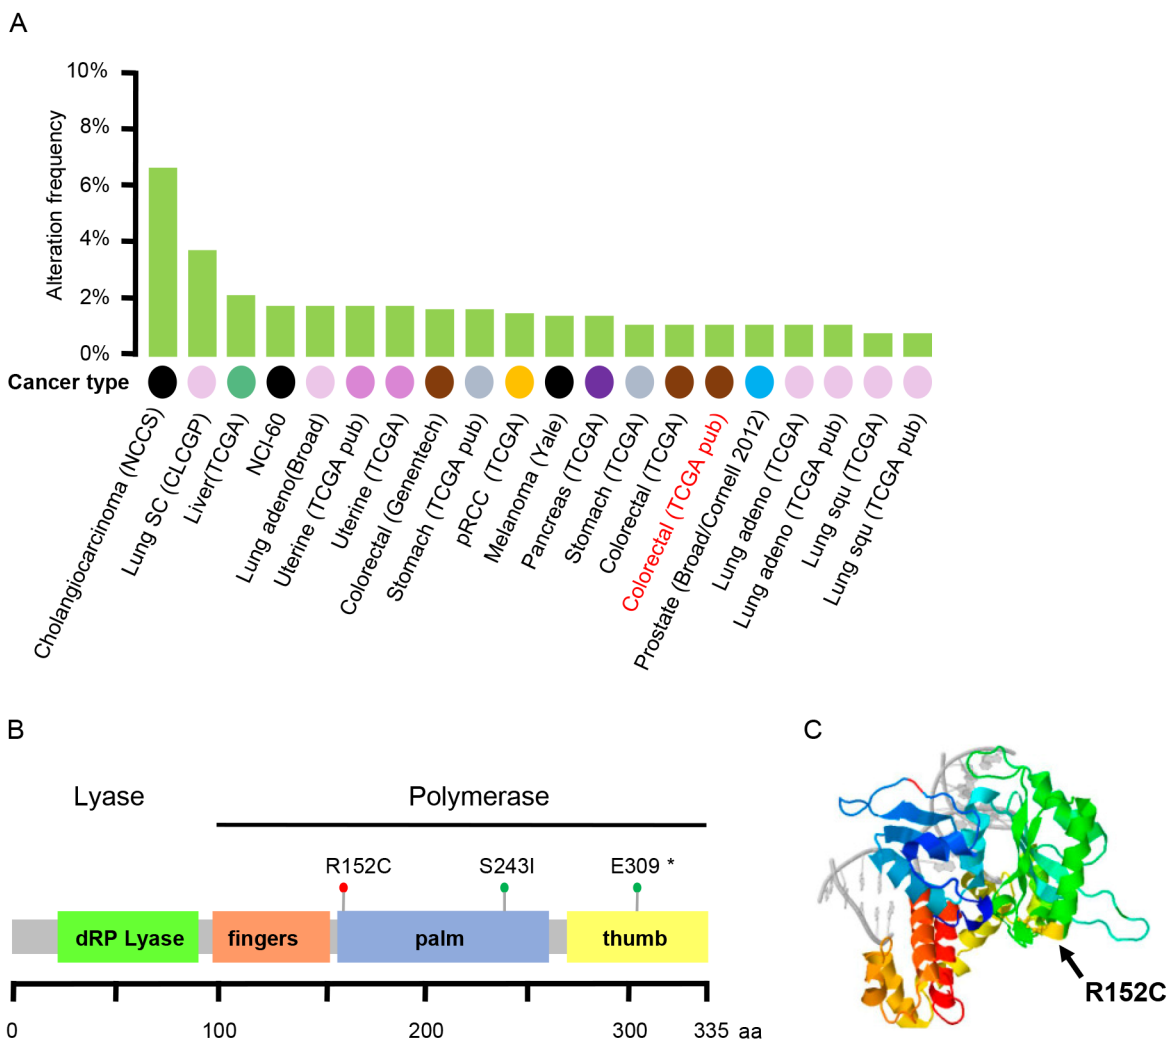 A
10%
8%
6%
4%
2%
0%
Alteration frequency
Cancer type
Cholangiocarcinoma (NCCS)
Lung SC (CLCGP)
Liver(TCGA)
NCI-60
Lung adeno(Broad)
Uterine (TCGA pub)
Uterine (TCGA)
Colorectal (Genentech)
Stomach (TCGA pub)
pRCC (TCGA)
Melanoma (Yale)
Pancreas (TCGA)
Stomach (TCGA)
Colorectal (TCGA)
Colorectal (TCGA pub)
Prostate (Broad/Cornell 2012)
Lung adeno (TCGA)
Lung adeno (TCGA pub)
Lung squ (TCGA)
Lung squ (TCGA pub)
B
Lyase
Polymerase
R152C
S243I
E309 *
dRP Lyase
fingers
palm
thumb
0
100
200
300
335 aa
C
R152C